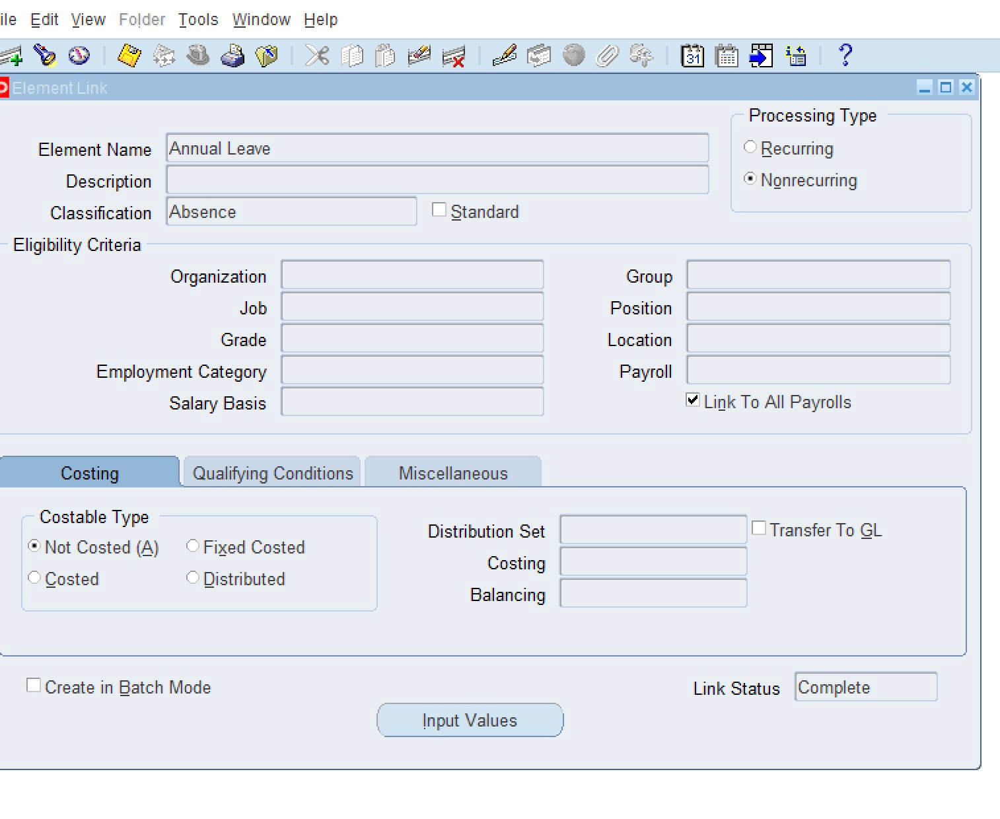 ile Edit View Folder Tools Window Help
31 ?
Element Link
Processing Type
Element Name Annual Leave
Recurring
Description
Nonrecurring
Classification Absence Standard
Eligibility Criteria
Organization Group
Job Position
Grade Location
Employment Category Payroll
Salary Basis Link To All Payrolls
Costing Qualifying Conditions Miscellaneous
Costable Type
Distribution Set Transfer To GL
Not Costed (A) Fixed Costed
Costing
Costed Distributed
Balancing
Create in Batch Mode Link Status Complete
Input Values